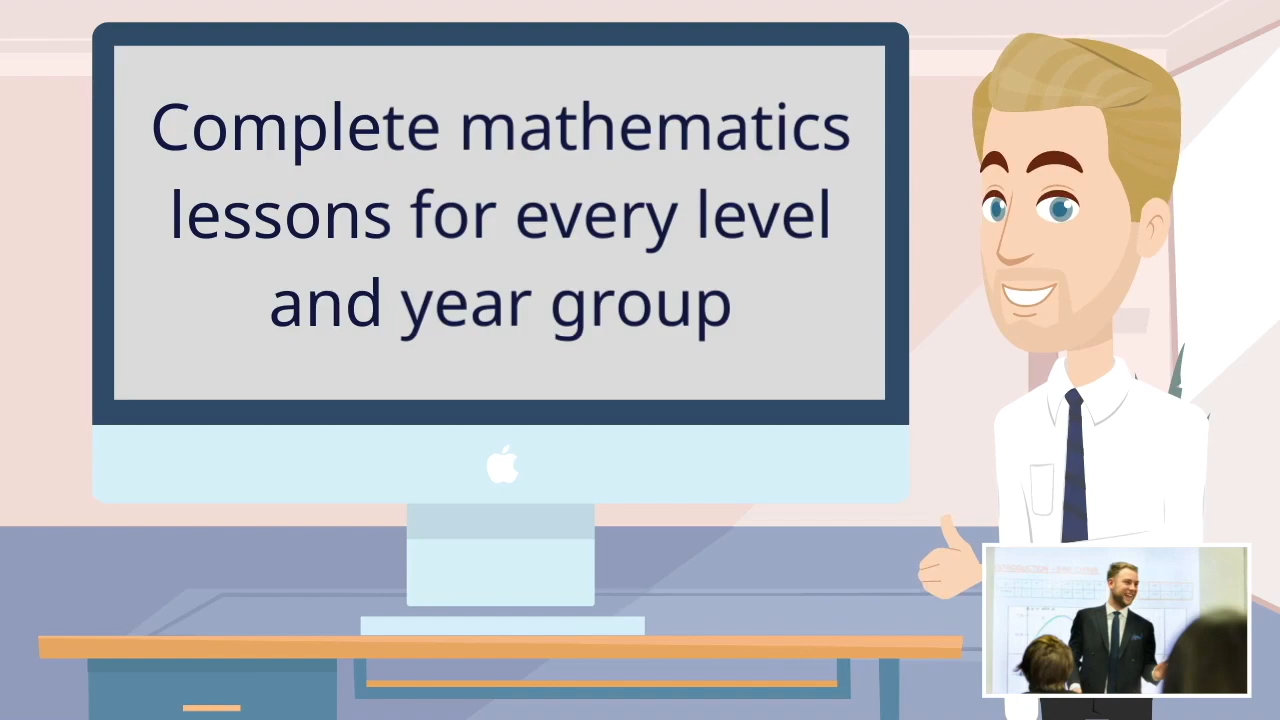 Complete mathematics
lessons for every level
and year group